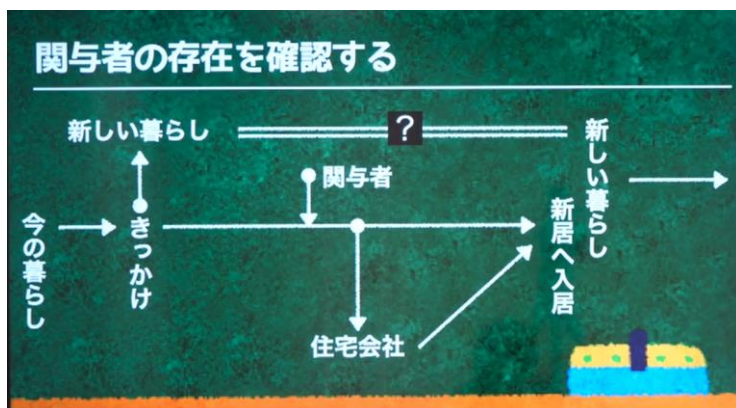 関与者の存在を確認する
新しい暮らし
?
新しい暮らし
関与者
今の暮らし
きっかけ
新居へ入居
住宅会社